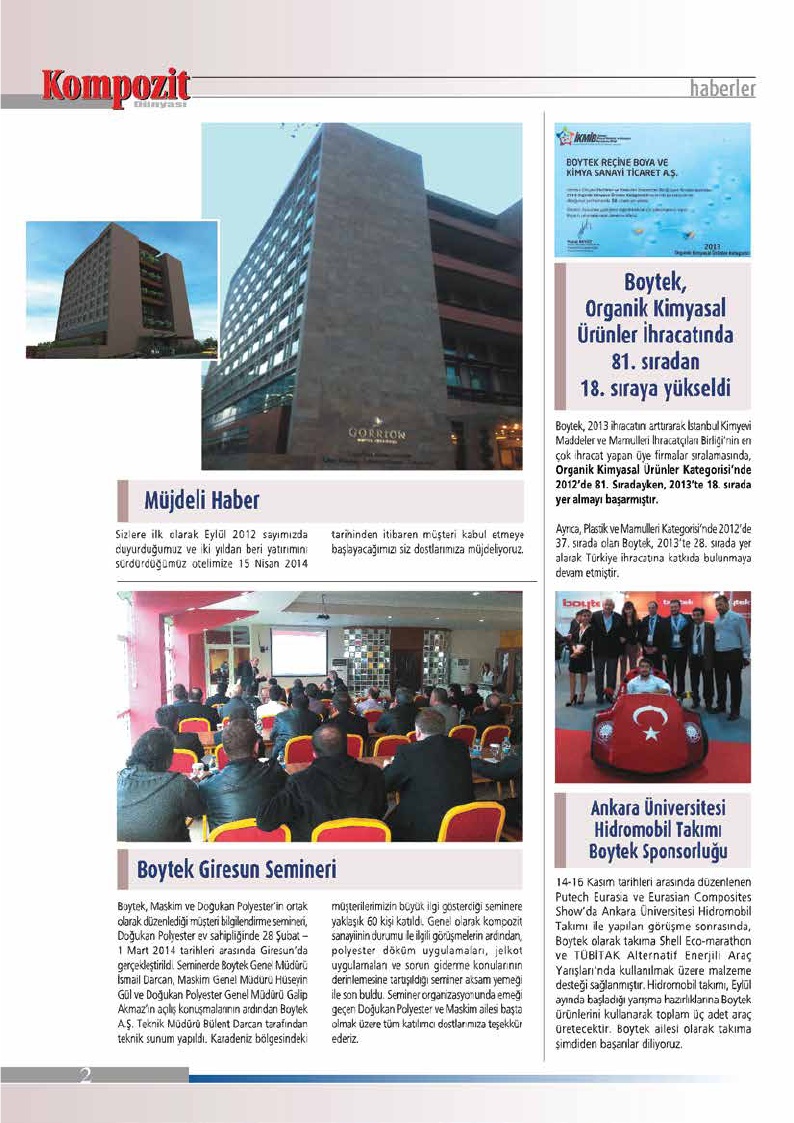 Kompozit
Dünyası
haberler
GORRION
HOTEL ISTANBUL
Müjdeli Haber
Sizlere ilk olarak Eylül 2012 sayımızda
duyurduğumuz ve iki yıldan beri yatırımını
sürdürdüğümüz otelimize 15 Nisan 2014
tarihinden itibaren müşteri kabul etmeye
başlayacağımızı siz dostlarımıza müjdeliyoruz.
Boytek Giresun Semineri
Boytek, Maskim ve Doğukan Polyester'in ortak
olarak düzenlediği müşteri bilgilendirme semineri,
Doğukan Polyester ev sahipliğinde 28 Şubat –
1 Mart 2014 tarihleri arasında Giresun'da
gerçekleştirildi. Seminerde Boytek Genel Müdürü
İsmail Darcan, Maskim Genel Müdürü Hüseyin
Gül ve Doğukan Polyester Genel Müdürü Galip
Akmaz'ın açılış konuşmalarının ardından Boytek
A.Ş. Teknik Müdürü Bülent Darcan tarafından
teknik sunum yapıldı. Karadeniz bölgesindeki
müşterilerimizin büyük ilgi gösterdiği seminere
yaklaşık 60 kişi katıldı. Genel olarak kompozit
sanayiinin durumu ile ilgili görüşmelerin ardından,
polyester döküm uygulamaları, jelkot
uygulamaları ve sorun giderme konularının
derinlemesine tartışıldığı seminer aksam yemeği
ile son buldu. Seminer organizasyonunda emeği
geçen Doğukan Polyester ve Maskim ailesi başta
olmak üzere tüm katılımcı dostlarımıza teşekkür
ederiz.
İKMİB
BOYTEK REÇİNE BOYA VE
KİMYA SANAYİ TİCARET A.Ş.
2013
Organik Kimyasal Ürünler Kategorisi
Boytek,
Organik Kimyasal
Ürünler İhracatında
81. sıradan
18. sıraya yükseldi
Boytek, 2013 ihracatını arttırarak İstanbul Kimyevi
Maddeler ve Mamulleri İhracatçıları Birliği'nin en
çok ihracat yapan üye firmalar sıralamasında,
Organik Kimyasal Ürünler Kategorisi'nde
2012'de 81. Sıradayken, 2013'te 18. sırada
yer almayı başarmıştır.
Ayrıca, Plastik ve Mamulleri Kategorisi'nde 2012'de
37. sırada olan Boytek, 2013'te 28. sırada yer
alarak Türkiye ihracatına katkıda bulunmaya
devam etmiştir.
Ankara Üniversitesi
Hidromobil Takımı
Boytek Sponsorluğu
14-16 Kasım tarihleri arasında düzenlenen
Putech Eurasia ve Eurasian Composites
Show'da Ankara Üniversitesi Hidromobil
Takımı ile yapılan görüşme sonrasında,
Boytek olarak takıma Shell Eco-marathon
ve TÜBİTAK Alternatif Enerjili Araç
Yarışları'nda kullanılmak üzere malzeme
desteği sağlanmıştır. Hidromobil takımı, Eylül
ayında başladığı yarışma hazırlıklarına Boytek
ürünlerini kullanarak toplam üç adet araç
üretecektir. Boytek ailesi olarak takıma
şimdiden başarılar diliyoruz.
2